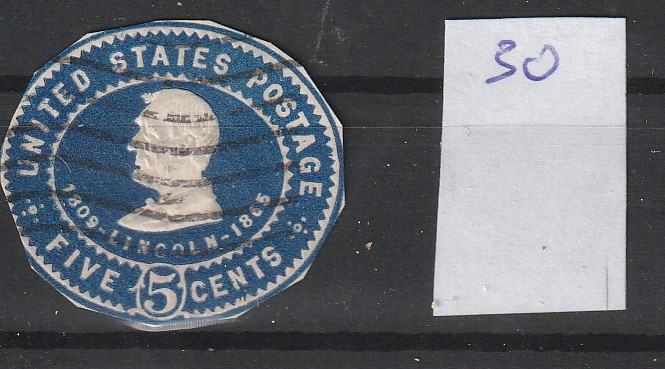 UNITED STATES POSTAGE
1809-LINCOLN-1865
FIVE 5 CENTS
30